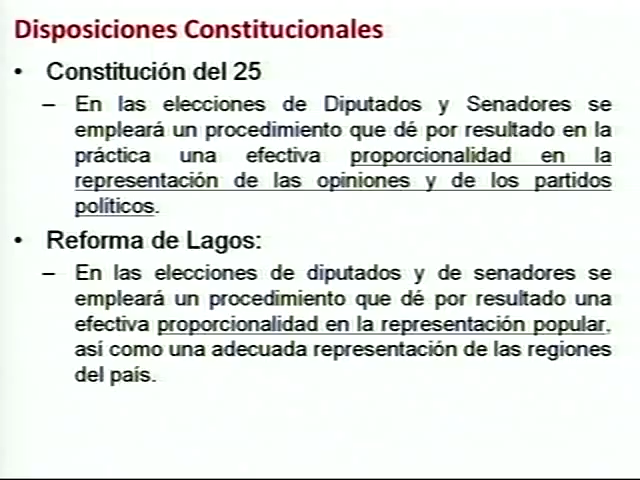 Disposiciones Constitucionales
• Constitución del 25
– En las elecciones de Diputados y Senadores se
empleará un procedimiento que dé por resultado en la
práctica una efectiva proporcionalidad en la
representación de las opiniones y de los partidos
políticos.
• Reforma de Lagos:
– En las elecciones de diputados y de senadores se
empleará un procedimiento que dé por resultado una
efectiva proporcionalidad en la representación popular,
así como una adecuada representación de las regiones
del país.